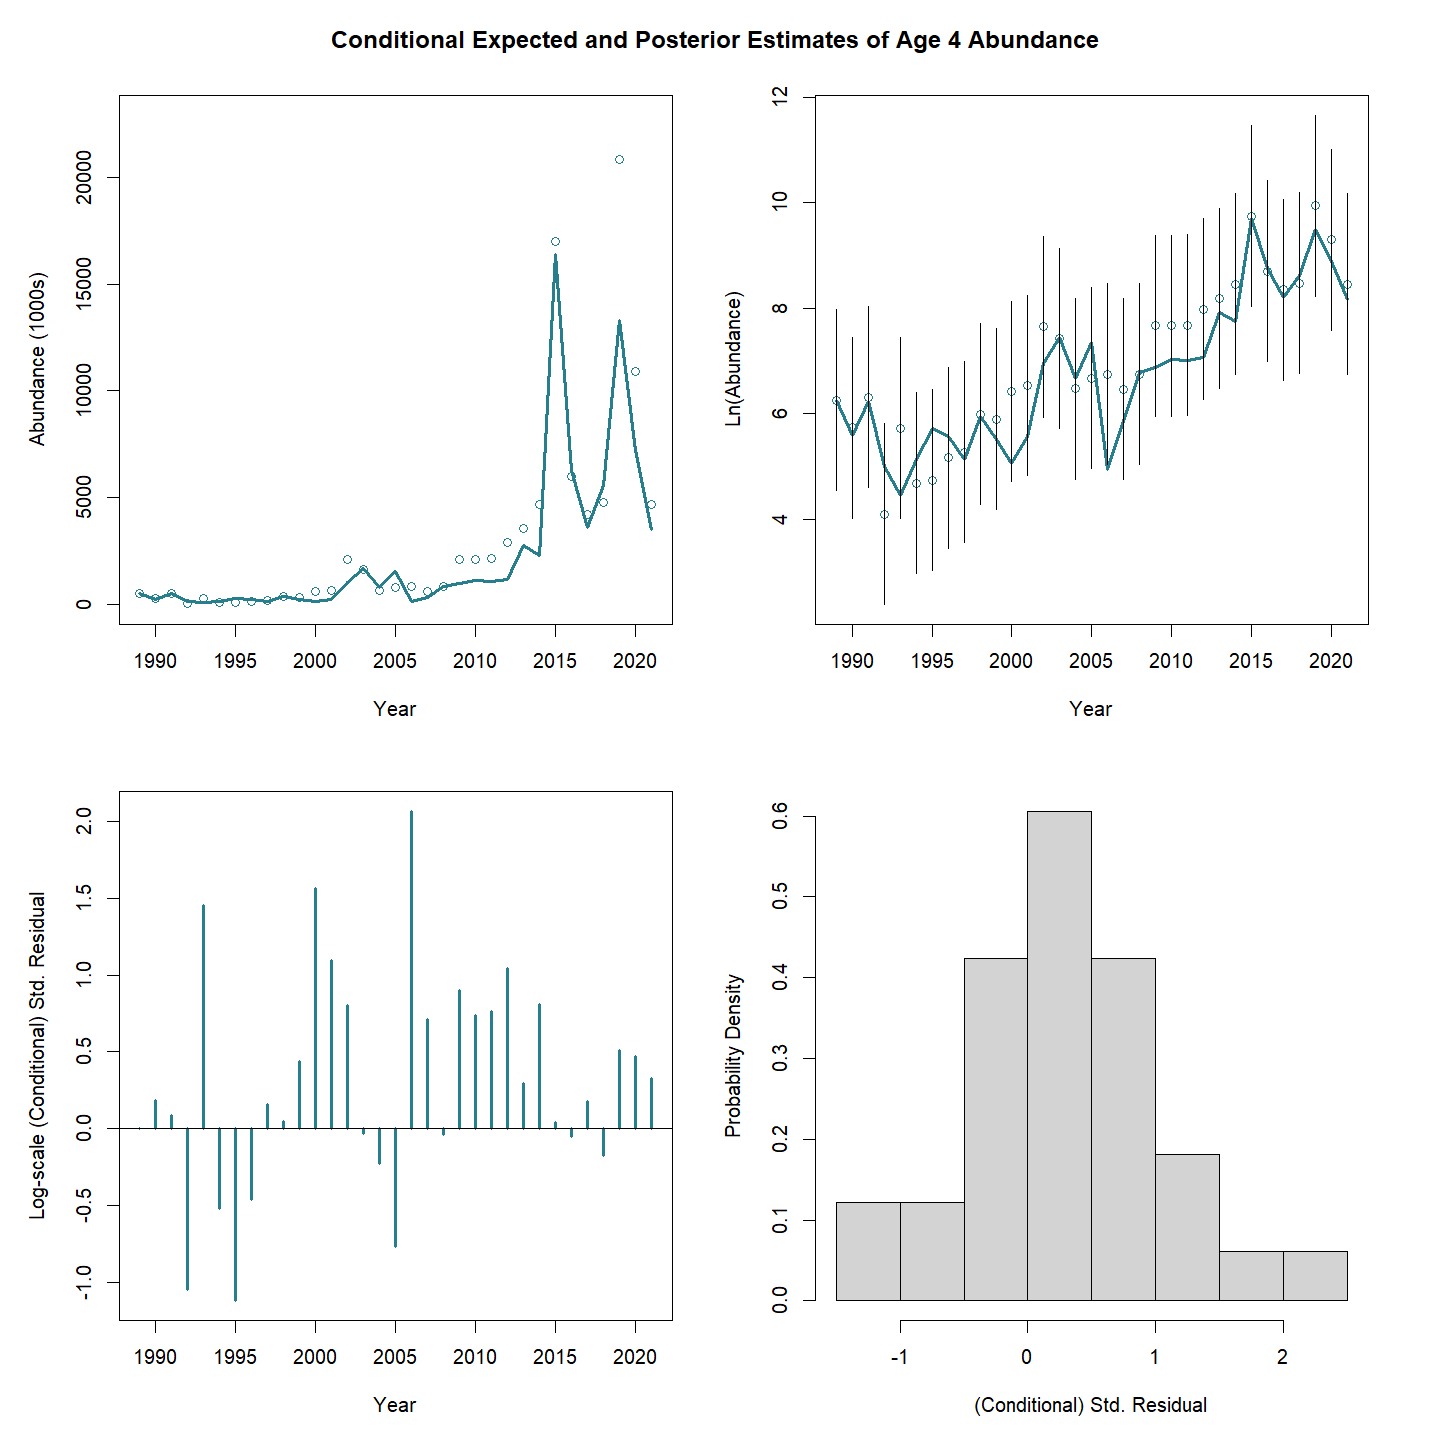 Conditional Expected and Posterior Estimates of Age 4 Abundance
Abundance (1000s)
0
5000
10000
15000
20000
1990 1995 2000 2005 2010 2015 2020
Year
Ln(Abundance)
4
6
8
10
12
1990 1995 2000 2005 2010 2015 2020
Year
Log-scale (Conditional) Std. Residual
-1.0
-0.5
0.0
0.5
1.0
1.5
2.0
1990 1995 2000 2005 2010 2015 2020
Year
Probability Density
0.0
0.1
0.2
0.3
0.4
0.5
0.6
-1 0 1 2
(Conditional) Std. Residual